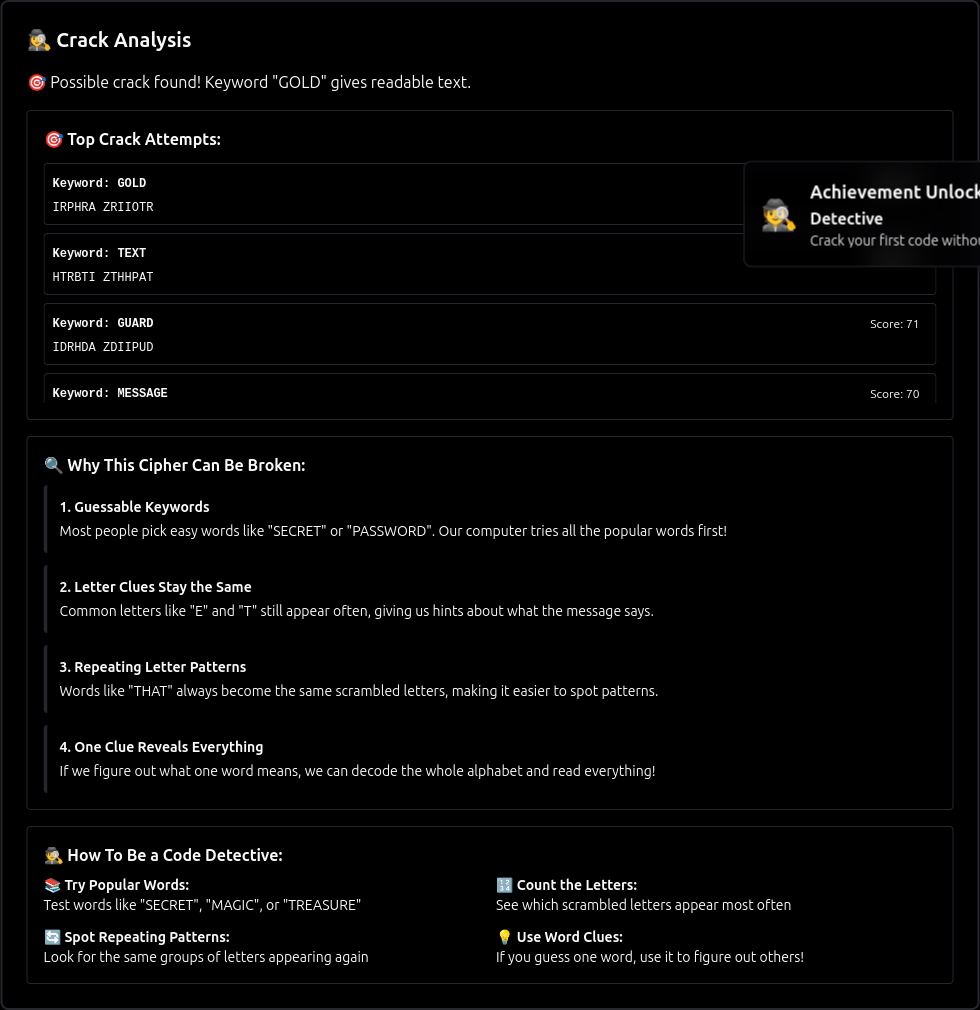 🕵️ Crack Analysis
🎯 Possible crack found! Keyword "GOLD" gives readable text.
🎯 Top Crack Attempts:
Keyword: GOLD
IRPHRA ZRIIOTR
Achievement Unlock
Detective
Crack your first code withou
Keyword: TEXT
HTRBTI ZTHHPAT
Keyword: GUARD
Score: 71
IDRHDA ZDIIPUD
Keyword: MESSAGE
Score: 70
🔍 Why This Cipher Can Be Broken:
1. Guessable Keywords
Most people pick easy words like "SECRET" or "PASSWORD". Our computer tries all the popular words first!
2. Letter Clues Stay the Same
Common letters like "E" and "T" still appear often, giving us hints about what the message says.
3. Repeating Letter Patterns
Words like "THAT" always become the same scrambled letters, making it easier to spot patterns.
4. One Clue Reveals Everything
If we figure out what one word means, we can decode the whole alphabet and read everything!
🕵️ How To Be a Code Detective:
📚 Try Popular Words:
Test words like "SECRET", "MAGIC", or "TREASURE"
🔢 Count the Letters:
See which scrambled letters appear most often
🔄 Spot Repeating Patterns:
Look for the same groups of letters appearing again
💡 Use Word Clues:
If you guess one word, use it to figure out others!